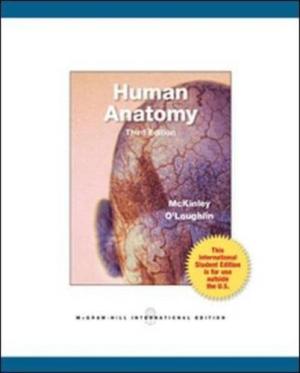 Human
Anatomy
Third Edition
McKinley
O'Loughlin
This
International
Student Edition
is for use
outside
the U.S.
McGRAW-HILL INTERNATIONAL EDITION